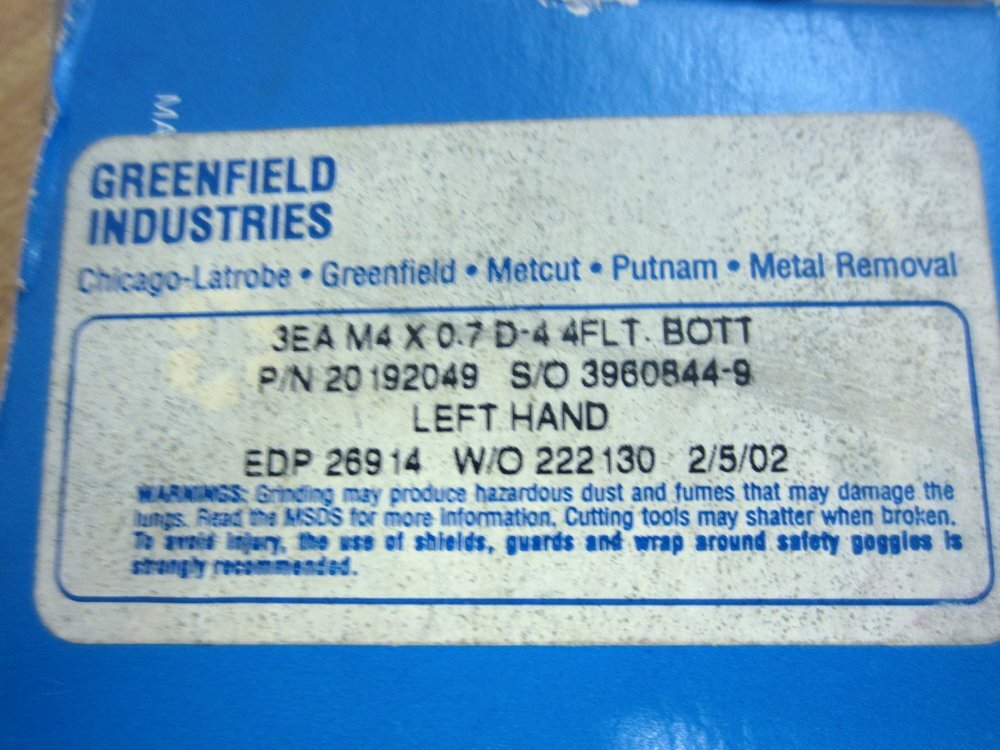 MA
GREENFIELD
INDUSTRIES
Chicago-Latrobe • Greenfield • Metcut • Putnam • Metal Removal
3EA M4 X 0.7 D-4 4FLT. BOTT
P/N 20192049 S/O 3960844-9
LEFT HAND
EDP 26914 W/O 222130 2/5/02
WARNINGS: Grinding may produce hazardous dust and fumes that may damage the
lungs. Read the MSDS for more information. Cutting tools may shatter when broken.
To avoid injury, the use of shields, guards and wrap around safety goggles is
strongly recommended.